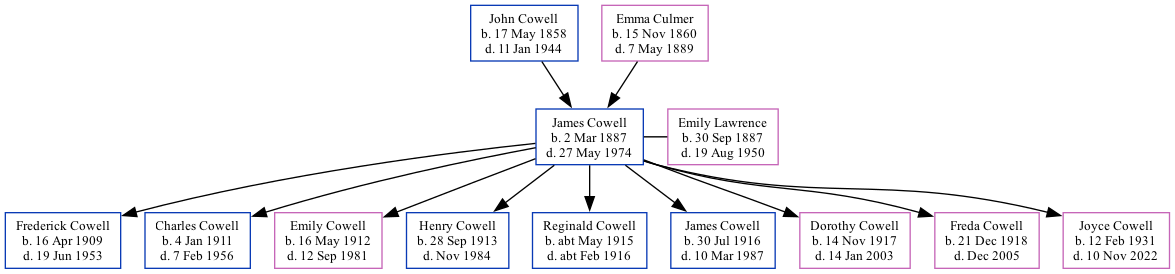 John Cowell
b. 17 May 1858
d. 11 Jan 1944
Emma Culmer
b. 15 Nov 1860
d. 7 May 1889
James Cowell
b. 2 Mar 1887
d. 27 May 1974
Emily Lawrence
b. 30 Sep 1887
d. 19 Aug 1950
Frederick Cowell
b. 16 Apr 1909
d. 19 Jun 1953
Charles Cowell
b. 4 Jan 1911
d. 7 Feb 1956
Emily Cowell
b. 16 May 1912
d. 12 Sep 1981
Henry Cowell
b. 28 Sep 1913
d. Nov 1984
Reginald Cowell
b. abt May 1915
d. abt Feb 1916
James Cowell
b. 30 Jul 1916
d. 10 Mar 1987
Dorothy Cowell
b. 14 Nov 1917
d. 14 Jan 2003
Freda Cowell
b. 21 Dec 1918
d. Dec 2005
Joyce Cowell
b. 12 Feb 1931
d. 10 Nov 2022